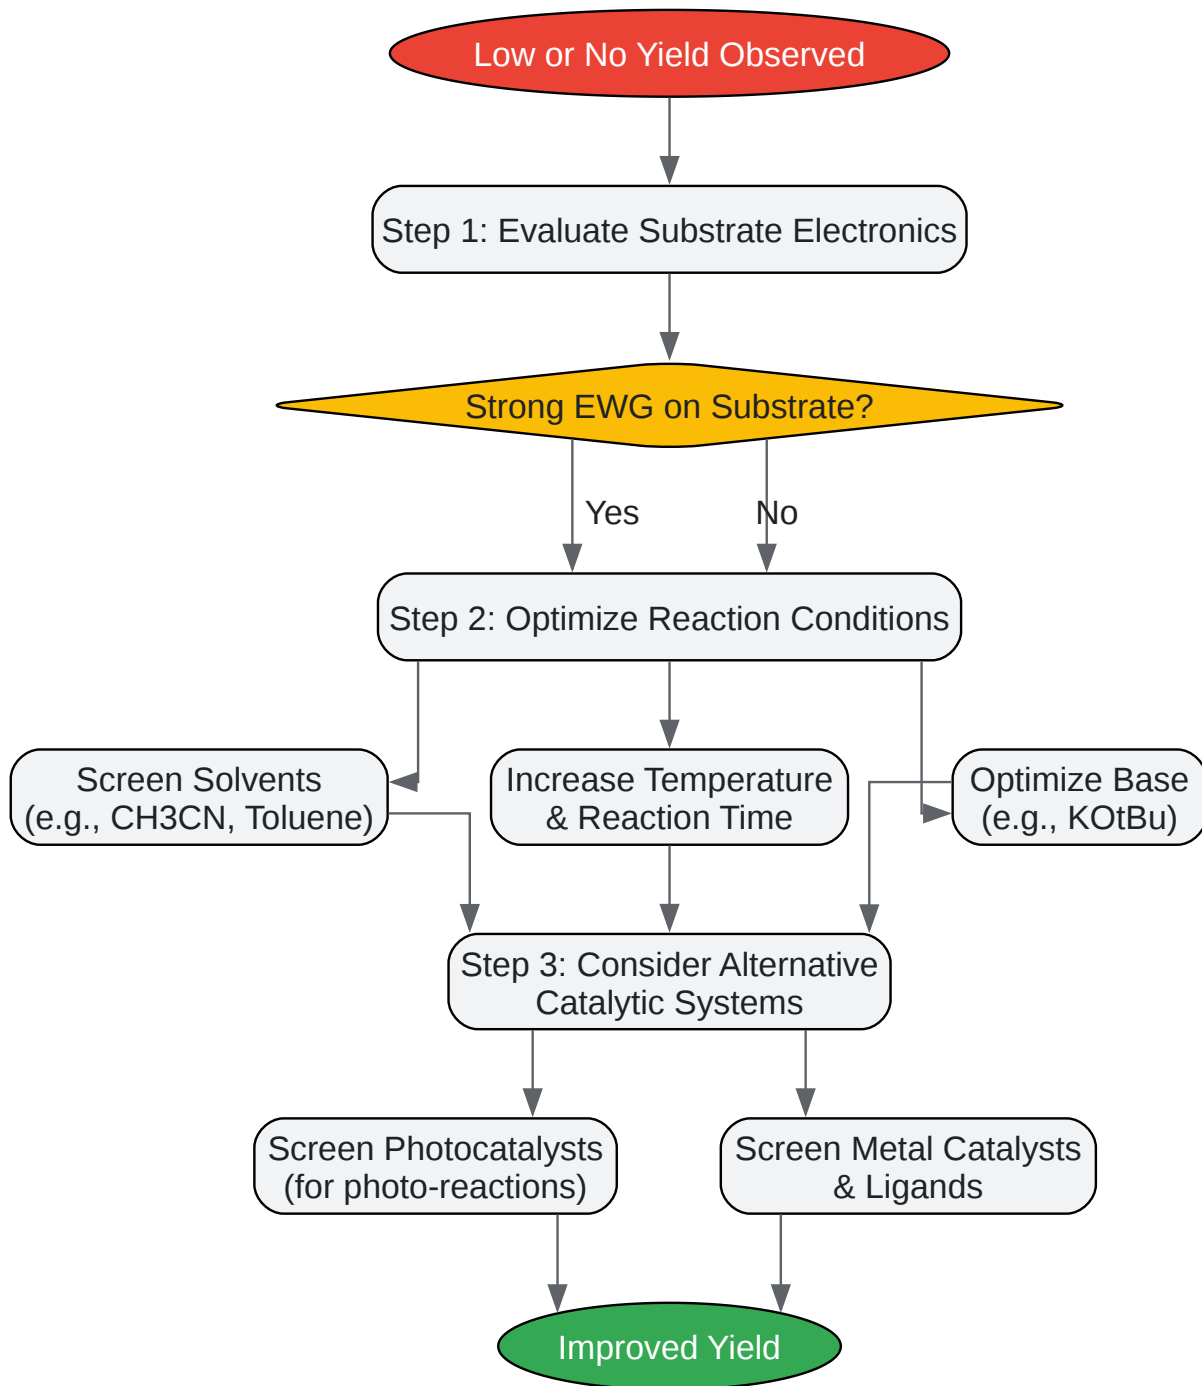 Low or No Yield Observed
Step 1: Evaluate Substrate Electronics
Strong EWG on Substrate?
Yes
No
Step 2: Optimize Reaction Conditions
Screen Solvents
(e.g., CH3CN, Toluene)
Increase Temperature
& Reaction Time
Optimize Base
(e.g., KOtBu)
Step 3: Consider Alternative
Catalytic Systems
Screen Photocatalysts
(for photo-reactions)
Screen Metal Catalysts
& Ligands
Improved Yield